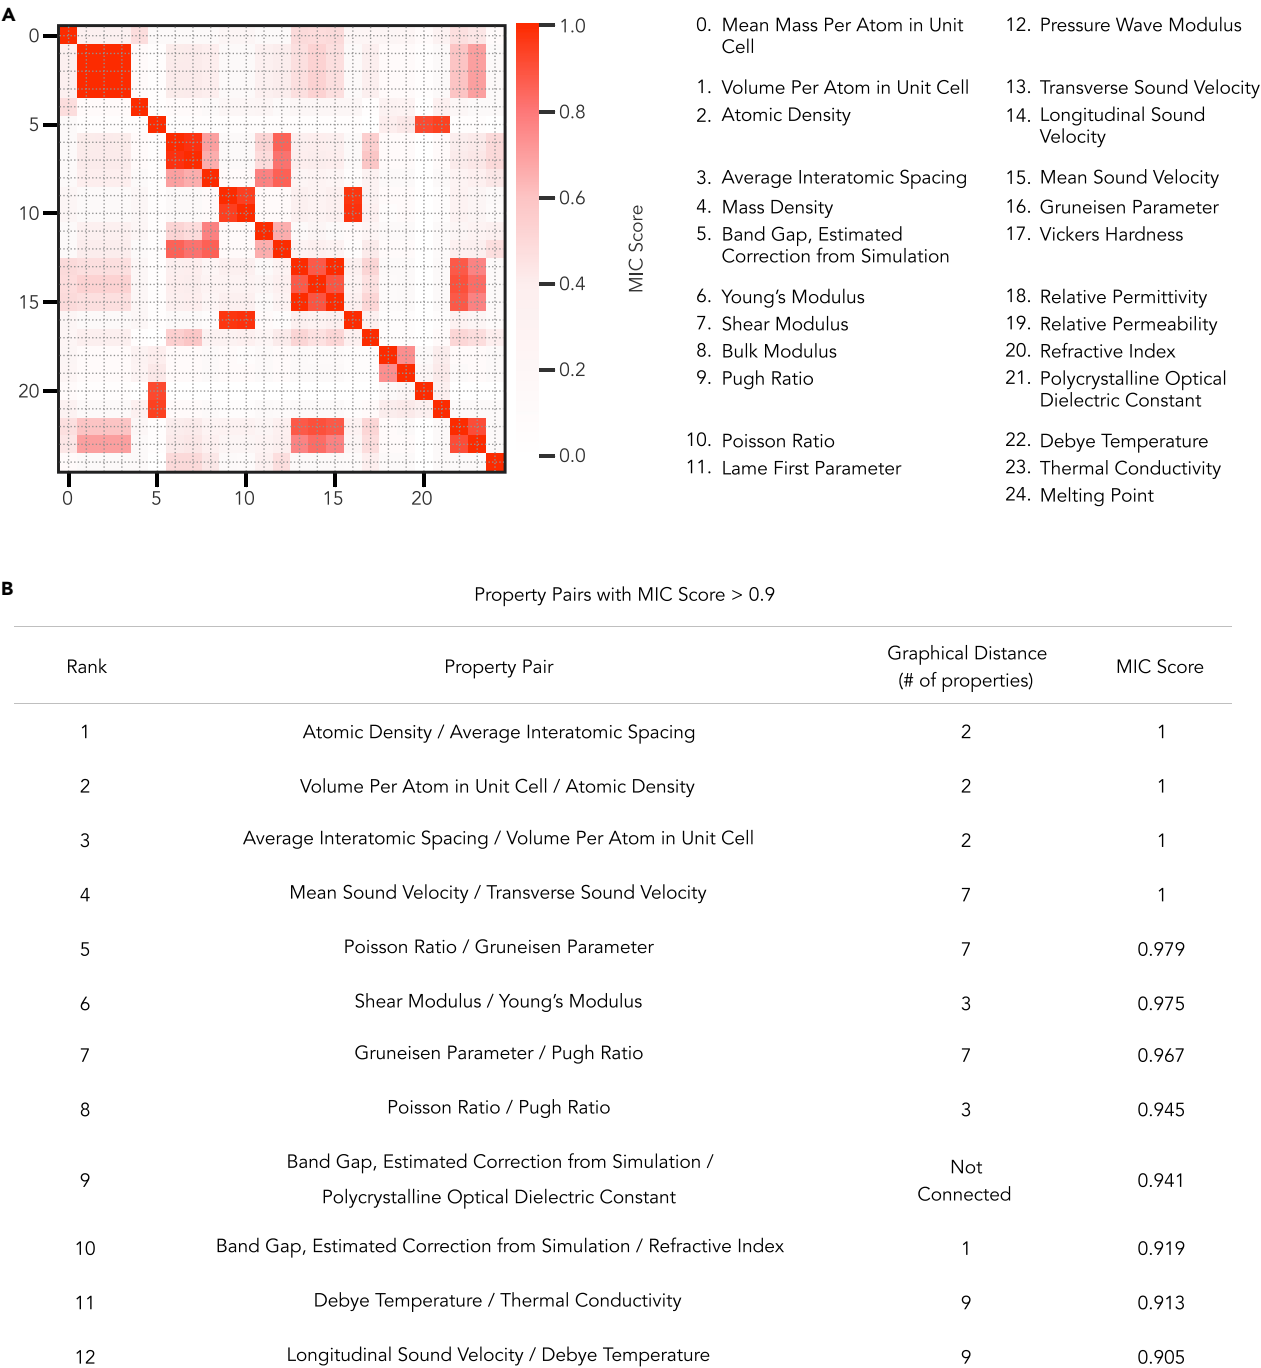 A
0
5
10
15
20
0
5
10
15
20
1.0
0.8
0.6
0.4
0.2
0.0
MIC Score
0. Mean Mass Per Atom in Unit
Cell
1. Volume Per Atom in Unit Cell
2. Atomic Density
3. Average Interatomic Spacing
4. Mass Density
5. Band Gap, Estimated
Correction from Simulation
6. Young’s Modulus
7. Shear Modulus
8. Bulk Modulus
9. Pugh Ratio
10. Poisson Ratio
11. Lame First Parameter
12. Pressure Wave Modulus
13. Transverse Sound Velocity
14. Longitudinal Sound
Velocity
15. Mean Sound Velocity
16. Gruneisen Parameter
17. Vickers Hardness
18. Relative Permittivity
19. Relative Permeability
20. Refractive Index
21. Polycrystalline Optical
Dielectric Constant
22. Debye Temperature
23. Thermal Conductivity
24. Melting Point
B
Property Pairs with MIC Score > 0.9
Rank Property Pair Graphical Distance (# of properties) MIC Score
1 Atomic Density / Average Interatomic Spacing 2 1
2 Volume Per Atom in Unit Cell / Atomic Density 2 1
3 Average Interatomic Spacing / Volume Per Atom in Unit Cell 2 1
4 Mean Sound Velocity / Transverse Sound Velocity 7 1
5 Poisson Ratio / Gruneisen Parameter 7 0.979
6 Shear Modulus / Young’s Modulus 3 0.975
7 Gruneisen Parameter / Pugh Ratio 7 0.967
8 Poisson Ratio / Pugh Ratio 3 0.945
9 Band Gap, Estimated Correction from Simulation / Polycrystalline Optical Dielectric Constant Not Connected 0.941
10 Band Gap, Estimated Correction from Simulation / Refractive Index 1 0.919
11 Debye Temperature / Thermal Conductivity 9 0.913
12 Longitudinal Sound Velocity / Debye Temperature 9 0.905